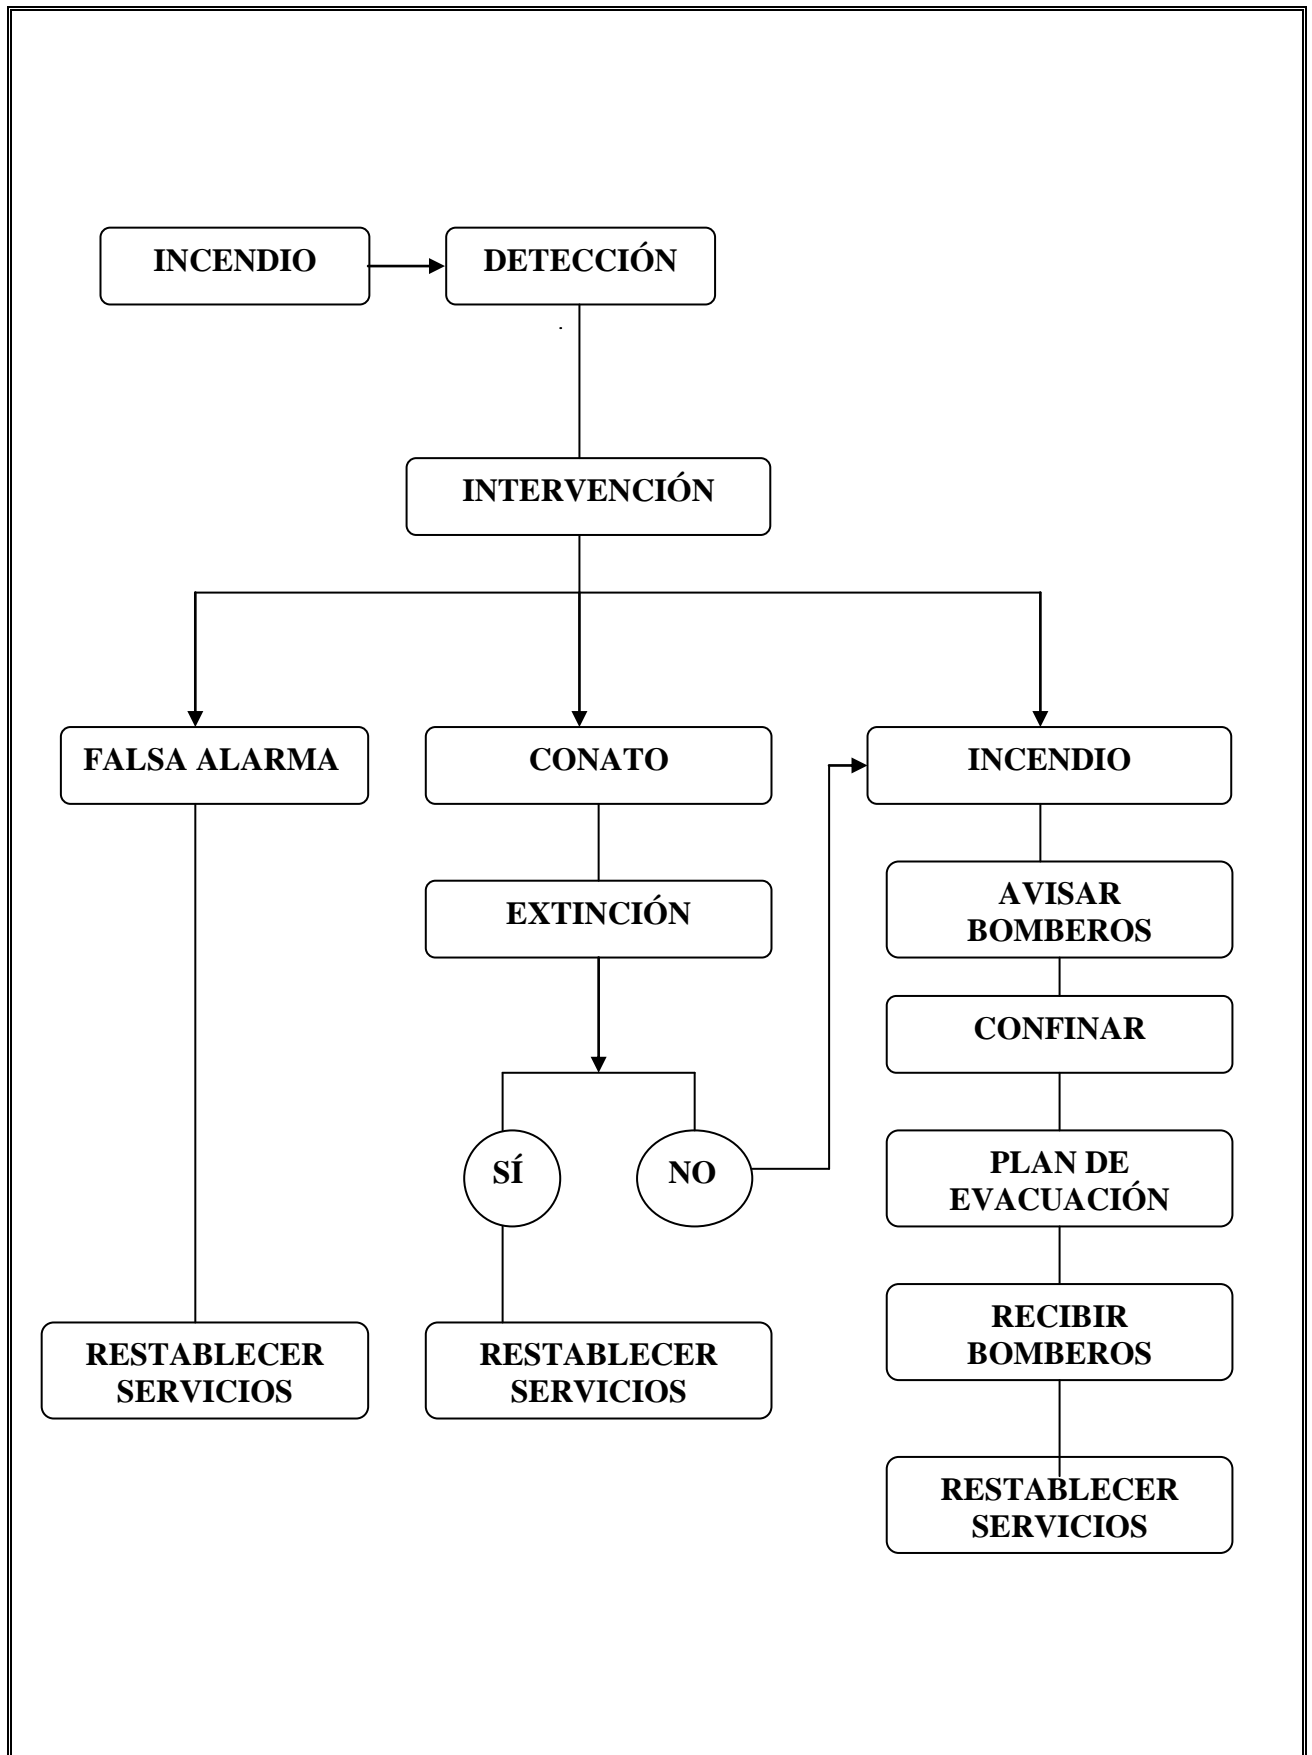 INCENDIO
DETECCIÓN
INTERVENCIÓN
FALSA ALARMA
CONATO
INCENDIO
EXTINCIÓN
AVISAR
BOMBEROS
CONFINAR
SÍ
NO
PLAN DE
EVACUACIÓN
RECIBIR
BOMBEROS
RESTABLECER
SERVICIOS
RESTABLECER
SERVICIOS
RESTABLECER
SERVICIOS